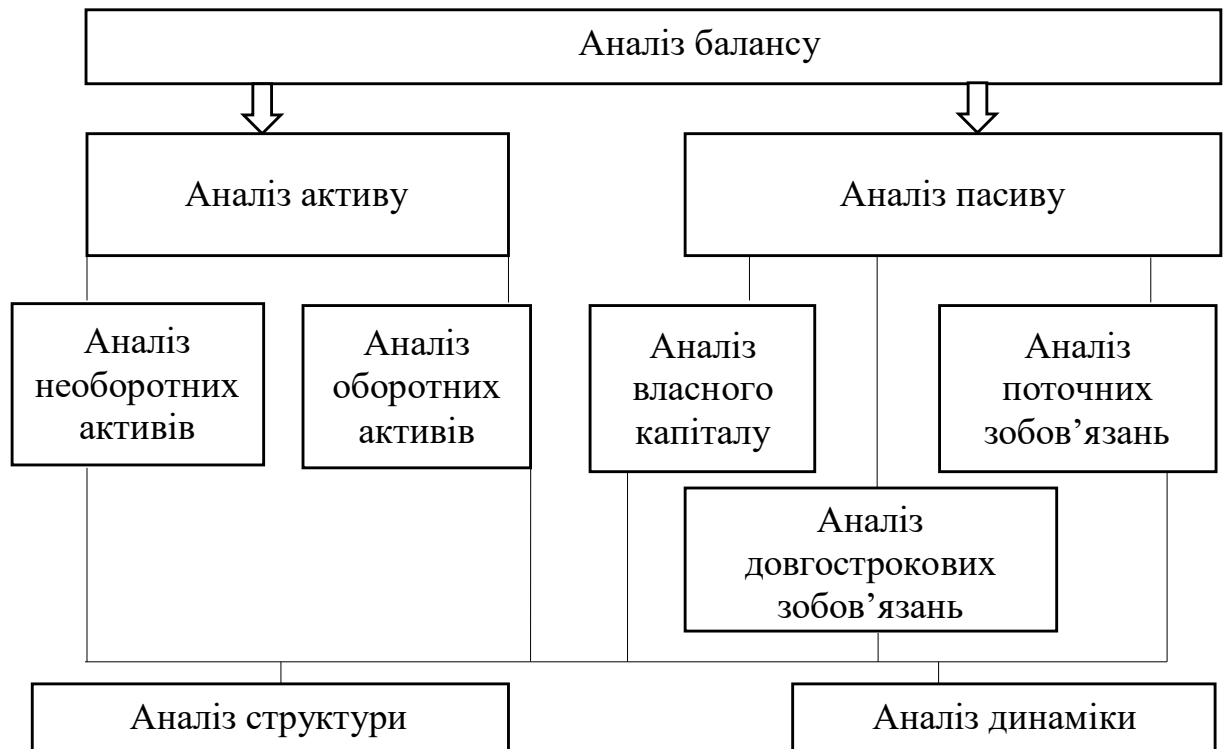 Аналіз балансу
Аналіз активу
Аналіз пасиву
Аналіз
необоротних
активів
Аналіз
оборотних
активів
Аналіз
власного
капіталу
Аналіз
поточних
зобов’язань
Аналіз
довгострокових
зобов’язань
Аналіз структури
Аналіз динаміки